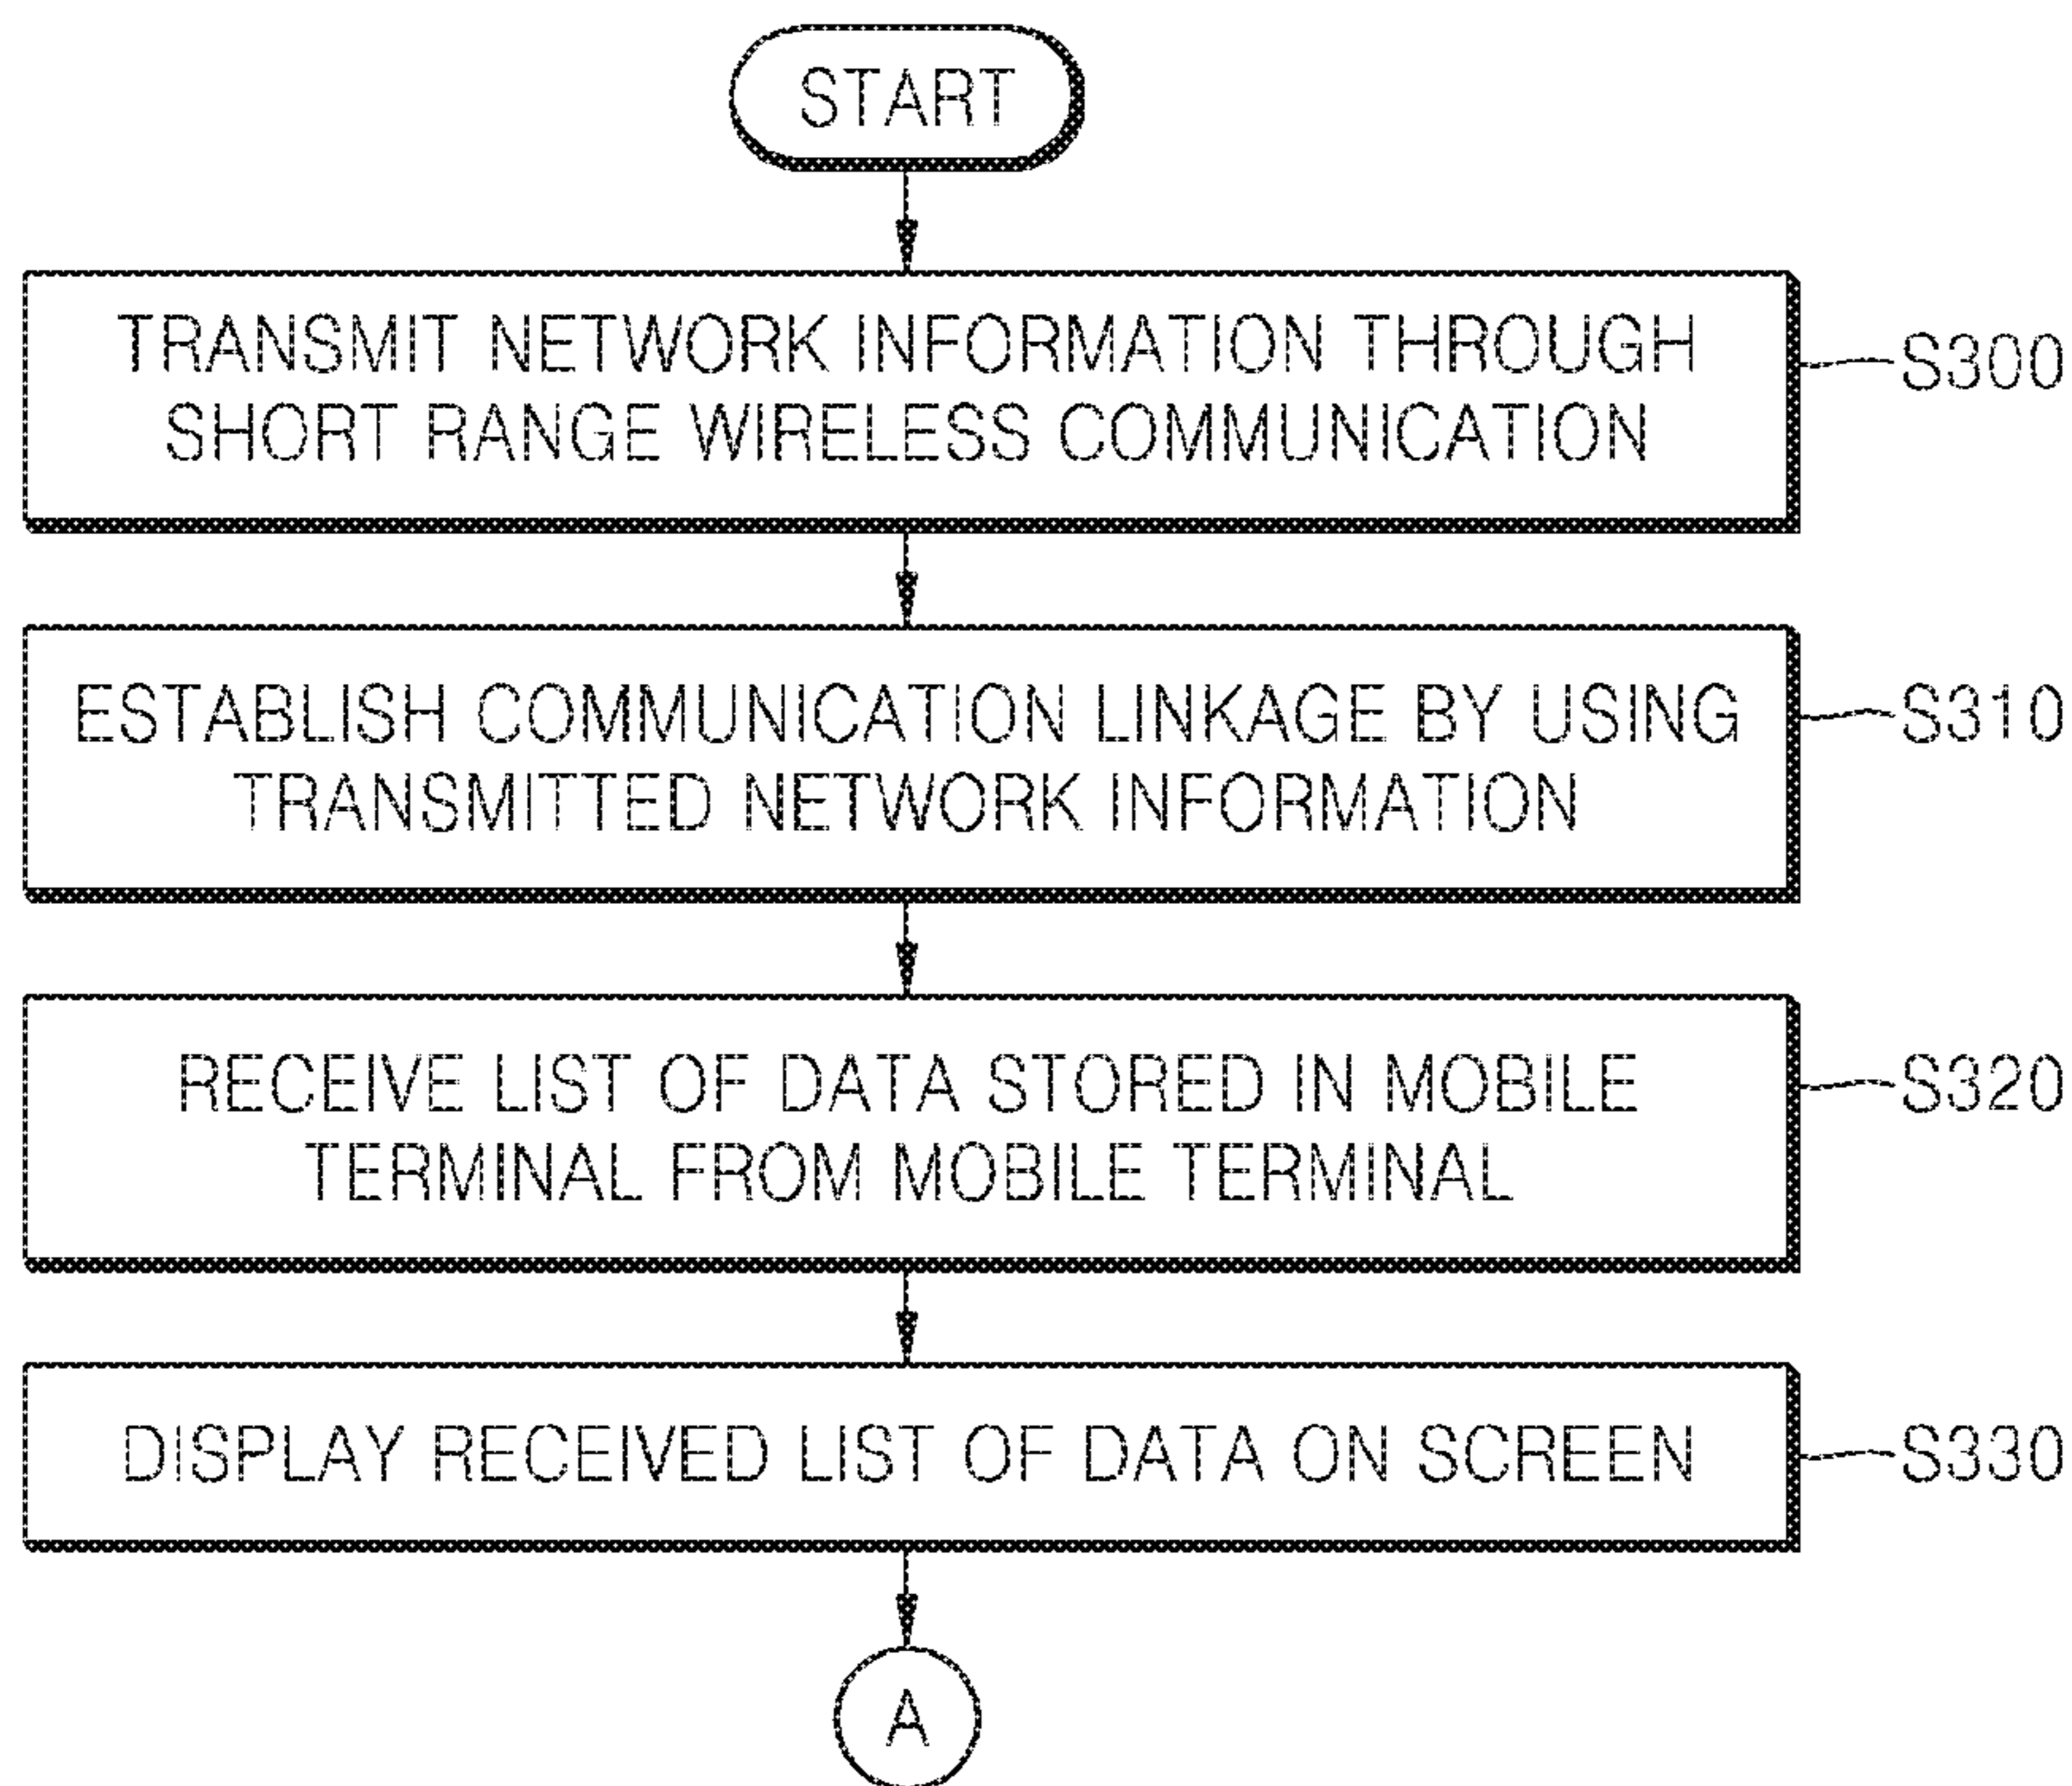 START
TRANSMIT NETWORK INFORMATION THROUGH
SHORT RANGE WIRELESS COMMUNICATION
S300
ESTABLISH COMMUNICATION LINKAGE BY USING
TRANSMITTED NETWORK INFORMATION
S310
RECEIVE LIST OF DATA STORED IN MOBILE
TERMINAL FROM MOBILE TERMINAL
S320
DISPLAY RECEIVED LIST OF DATA ON SCREEN
S330
A